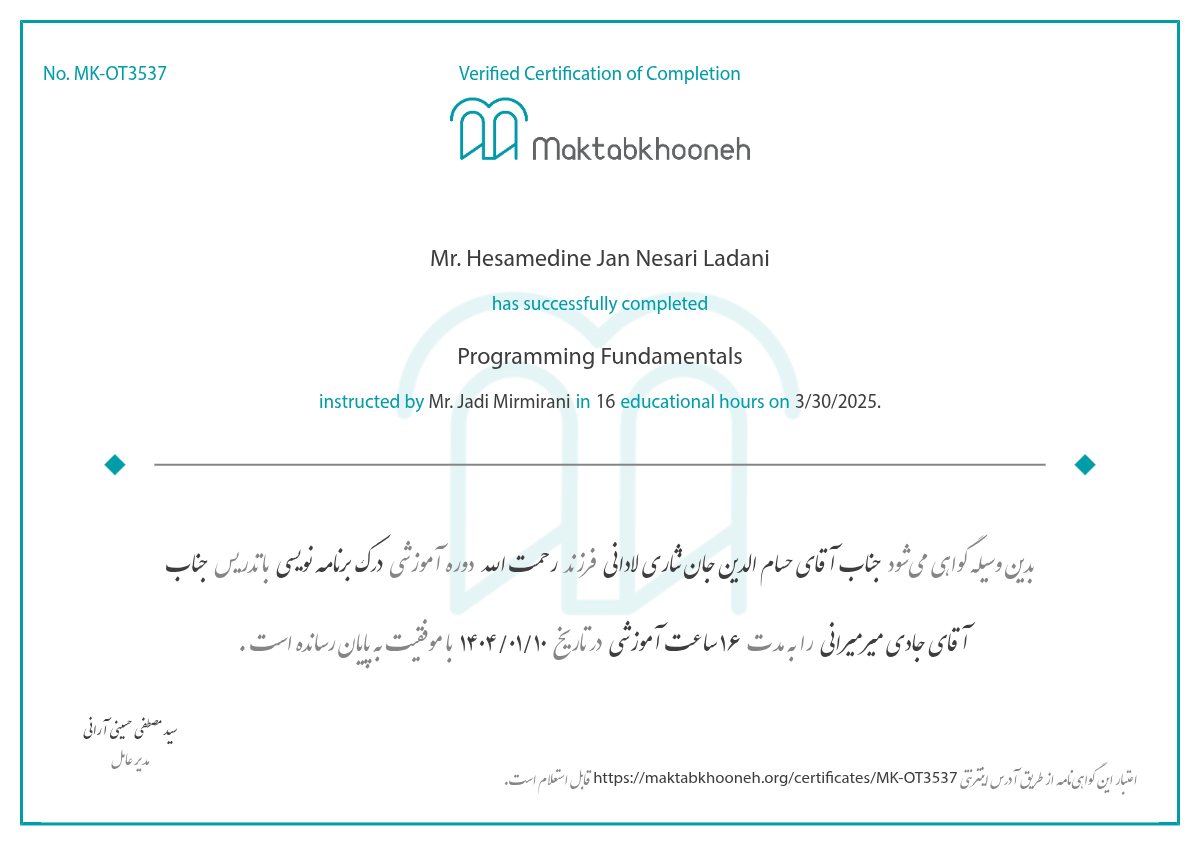 No. MK-OT3537
Verified Certification of Completion
Maktabkhooneh
Mr. Hesamedine Jan Nesari Ladani
has successfully completed
Programming Fundamentals
instructed by Mr. Jadi Mirmirani in 16 educational hours on 3/30/2025.
بدین وسیله گواهی می‌شود جناب آقای حسام الدین جان نثاری لادانی فرزند رحمت الله دوره آموزشی درک برنامه نویسی با تدریس جناب
آقای جادی میرمیرانی را به مدت ۱۶ ساعت آموزشی در تاریخ ۱۴۰۴/۰۱/۱۰ با موفقیت به پایان رسانده است .
سید مصطفی حسینی آرانی
مدیر عامل
اعتبار این گواهی‌نامه از طریق آدرس اینترنتی https://maktabkhooneh.org/certificates/MK-OT3537 قابل استعلام است.